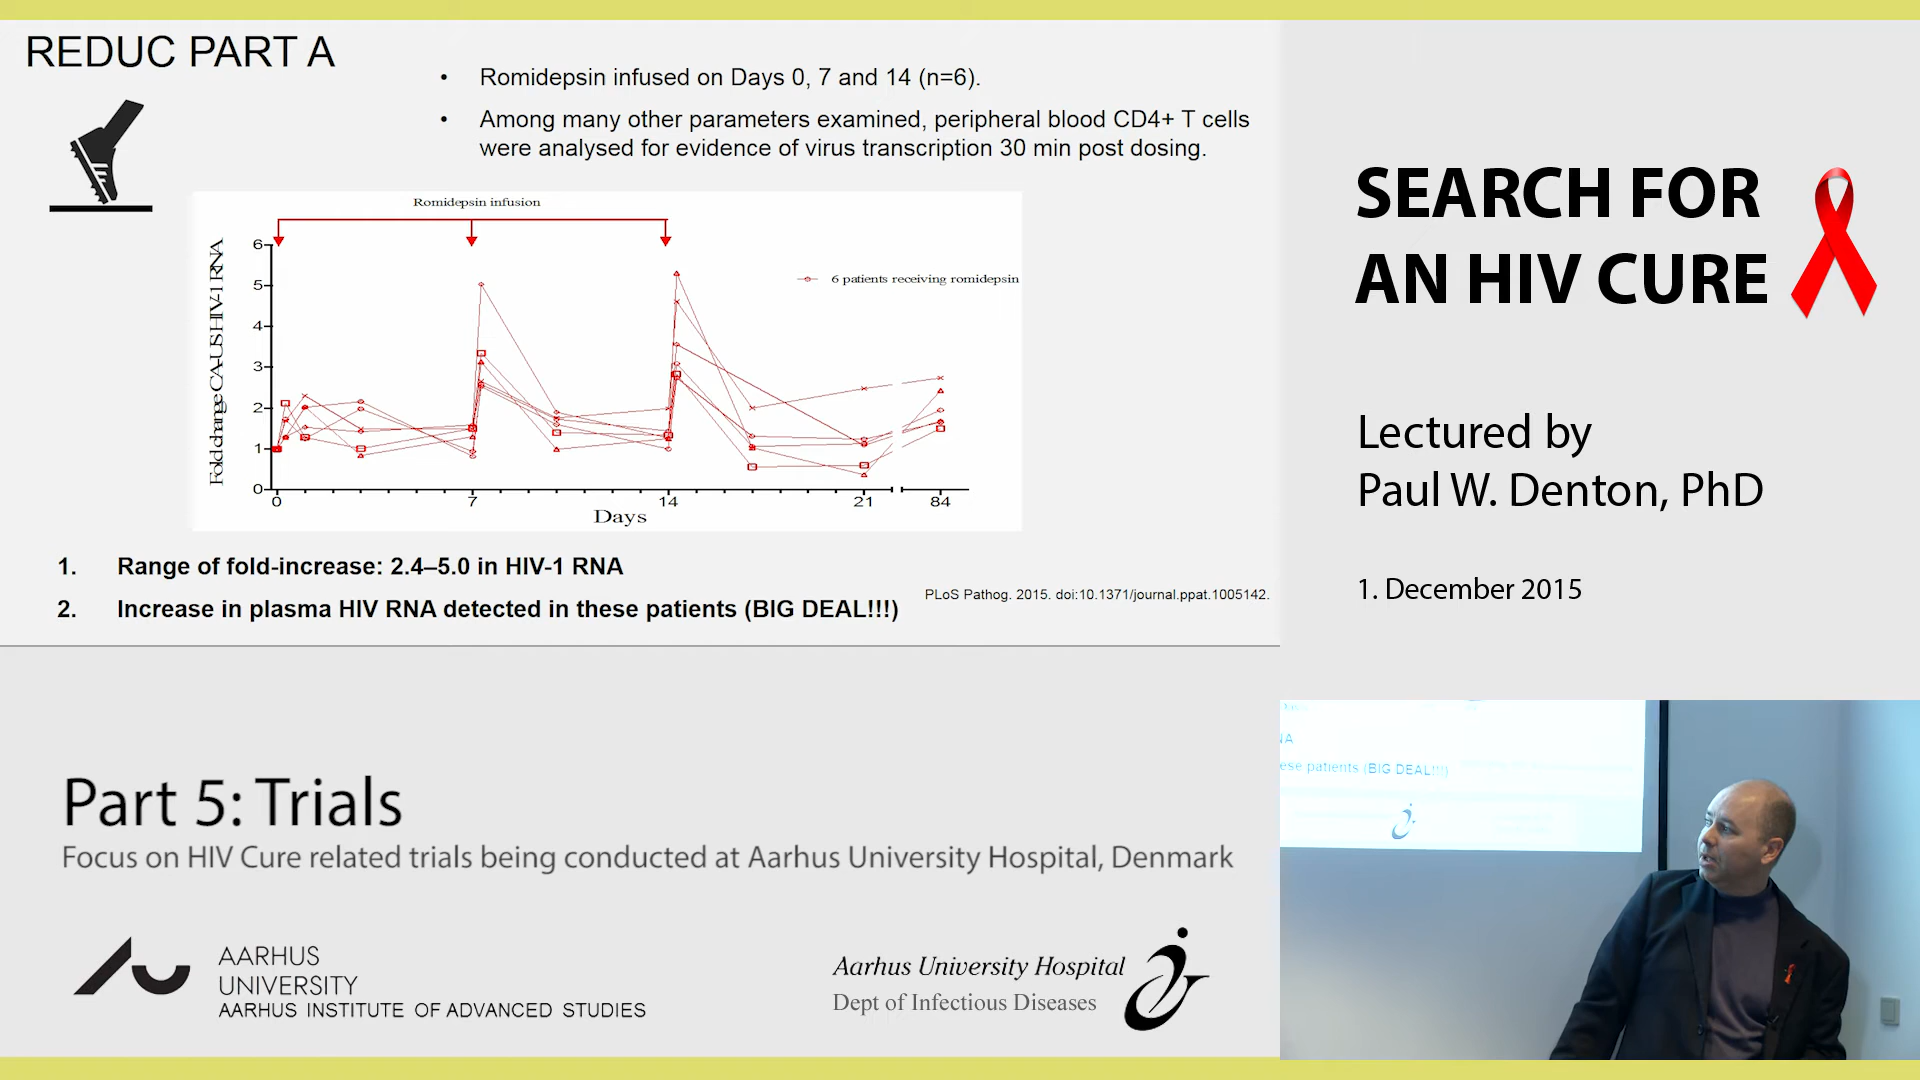 REDUC PART A
• Romidepsin infused on Days 0, 7 and 14 (n=6).
• Among many other parameters examined, peripheral blood CD4+ T cells
were analysed for evidence of virus transcription 30 min post dosing.
Romidepsin infusion
Fold change CA-US HIV-1 RNA
6
5
4
3
2
1
0
6 patients receiving romidepsin
0 7 14 21 84
Days
1. Range of fold-increase: 2.4–5.0 in HIV-1 RNA
2. Increase in plasma HIV RNA detected in these patients (BIG DEAL!!!)
PLoS Pathog. 2015. doi:10.1371/journal.ppat.1005142.
SEARCH FOR
AN HIV CURE
Lectured by
Paul W. Denton, PhD
1. December 2015
Part 5: Trials
Focus on HIV Cure related trials being conducted at Aarhus University Hospital, Denmark
AARHUS
UNIVERSITY
AARHUS INSTITUTE OF ADVANCED STUDIES
Aarhus University Hospital
Dept of Infectious Diseases
NA
ese patients (BIG DEAL!!!)